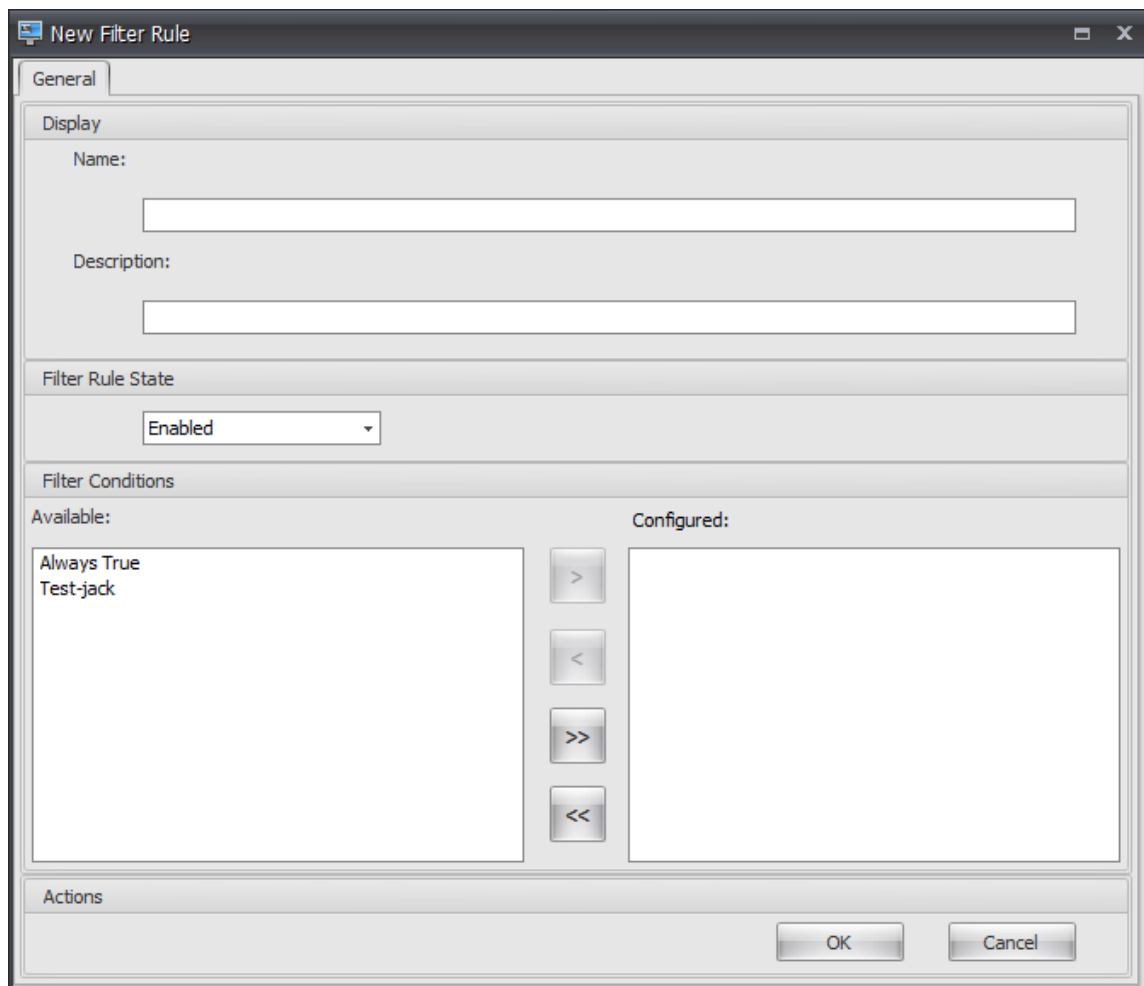 New Filter Rule
General
Display
Name:
Description:
Filter Rule State
Enabled
Filter Conditions
Available:
Configured:
Always True
Test-jack
>
<
>>
<<
Actions
OK
Cancel